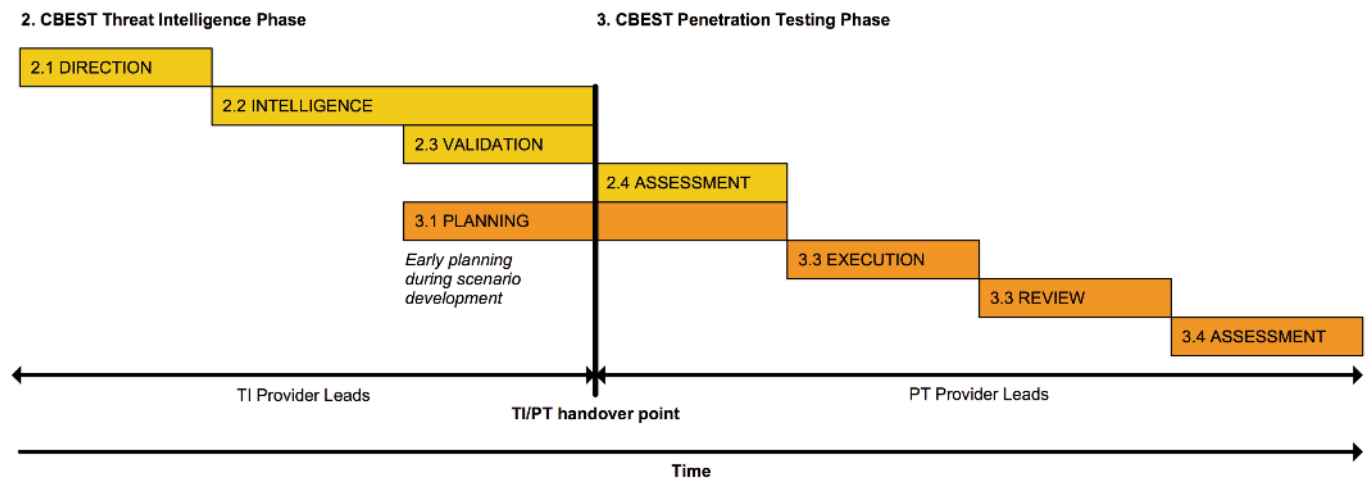 2. CBEST Threat Intelligence Phase
3. CBEST Penetration Testing Phase
2.1 DIRECTION
2.2 INTELLIGENCE
2.3 VALIDATION
2.4 ASSESSMENT
3.1 PLANNING
Early planning
during scenario
development
3.3 EXECUTION
3.3 REVIEW
3.4 ASSESSMENT
TI Provider Leads
PT Provider Leads
TI/PT handover point
Time